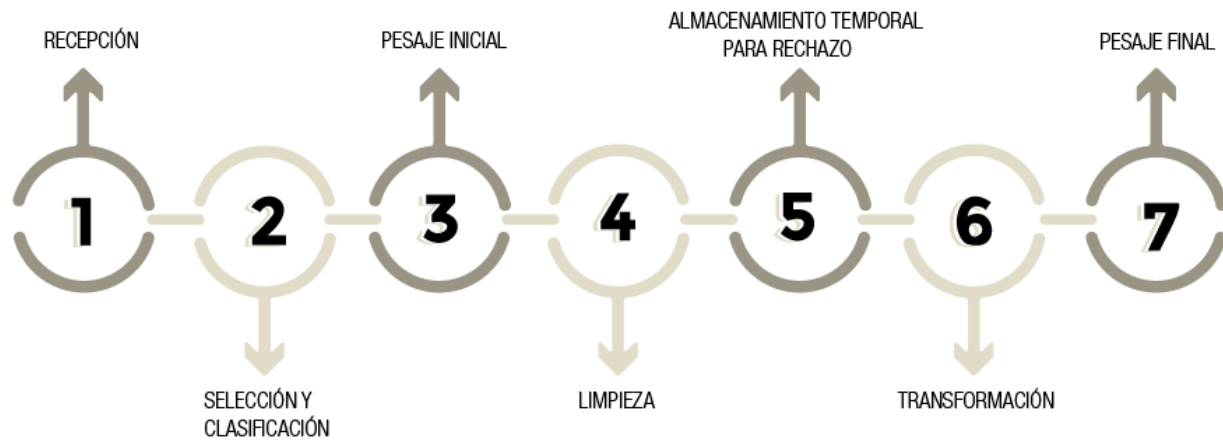 RECEPCIÓN
1
SELECCIÓN Y
CLASIFICACIÓN
2
PESAJE INICIAL
3
LIMPIEZA
4
ALMACENAMIENTO TEMPORAL
PARA RECHAZO
5
TRANSFORMACIÓN
6
PESAJE FINAL
7